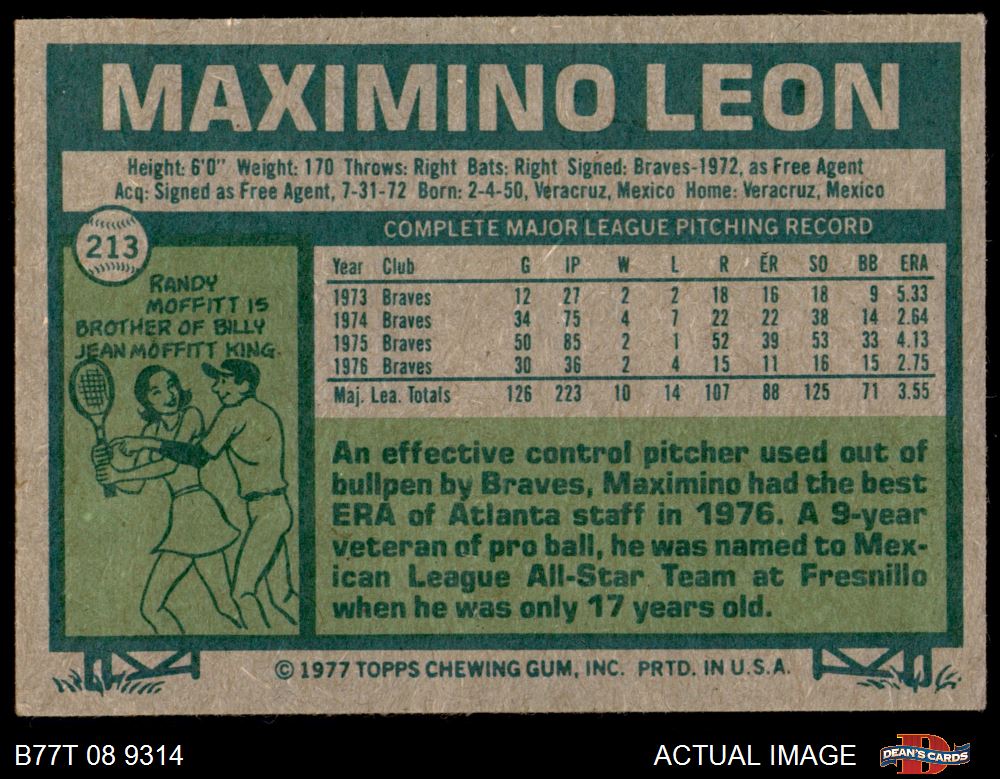 MAXIMINO LEON
Height: 6'0" Weight: 170 Throws: Right Bats: Right Signed: Braves-1972, as Free Agent
Acq: Signed as Free Agent, 7-31-72 Born: 2-4-50, Veracruz, Mexico Home: Veracruz, Mexico
213
RANDY
MOFFITT IS
BROTHER OF BILLY
JEAN MOFFITT KING.
COMPLETE MAJOR LEAGUE PITCHING RECORD
Year Club G IP W L R ER SO BB ERA
1973 Braves 12 27 2 2 18 16 18 9 5.33
1974 Braves 34 75 4 7 22 22 38 14 2.64
1975 Braves 50 85 2 1 52 39 53 33 4.13
1976 Braves 30 36 2 4 15 11 16 15 2.75
Maj. Lea. Totals 126 223 10 14 107 88 125 71 3.55
An effective control pitcher used out of
bullpen by Braves, Maximino had the best
ERA of Atlanta staff in 1976. A 9-year
veteran of pro ball, he was named to Mex-
ican League All-Star Team at Fresnillo
when he was only 17 years old.
© 1977 TOPPS CHEWING GUM, INC. PRTD. IN U.S.A.
B77T 08 9314
ACTUAL IMAGE
DEAN'S CARDS